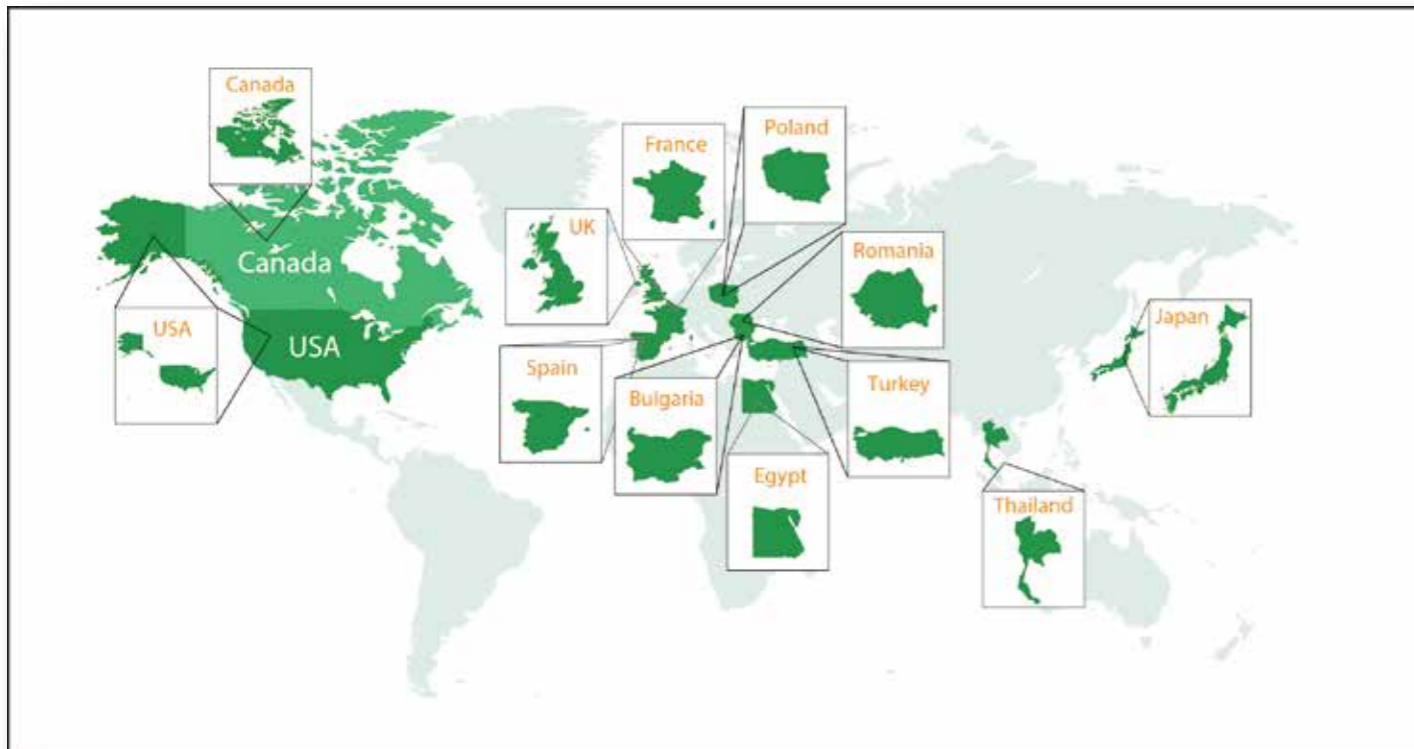 Canada
Poland
France
UK
Romania
Canada
USA
USA
Japan
Spain
Bulgaria
Turkey
Egypt
Thailand